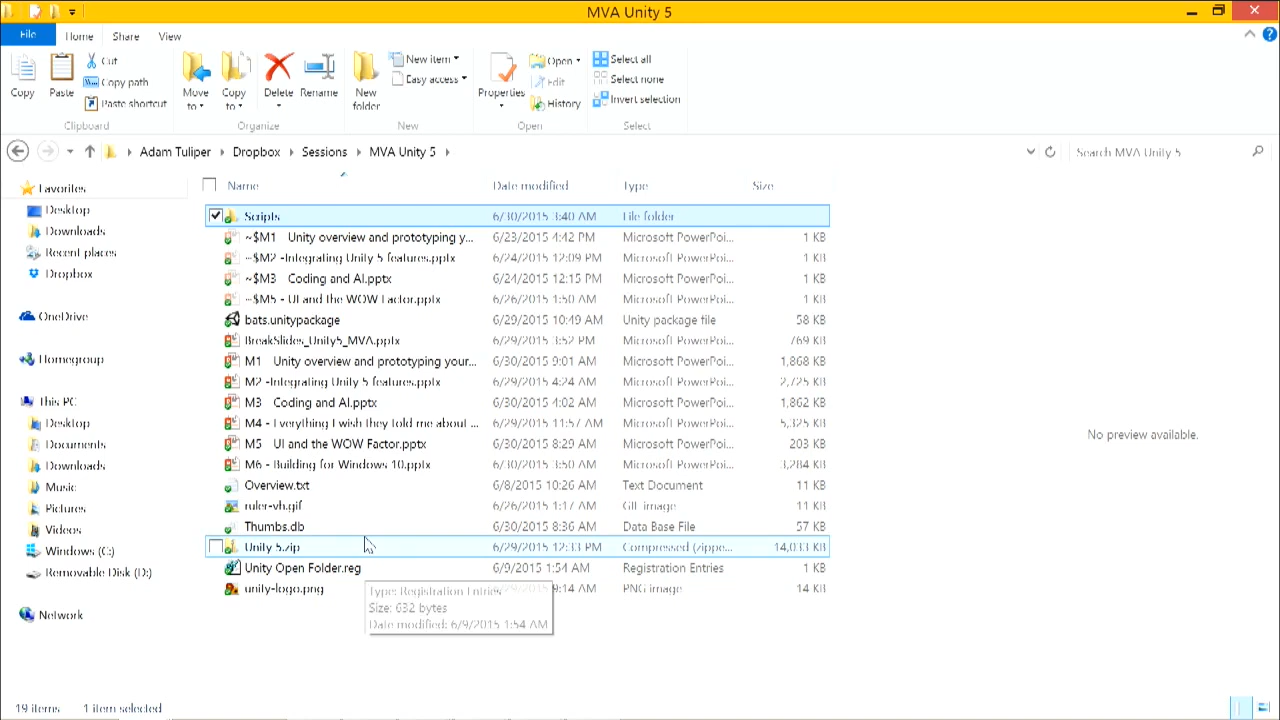 MVA Unity 5
File Home Share View
Copy
Paste
Cut
Copy path
Paste shortcut
Clipboard
Move to
Copy to
Delete
Rename
Organize
New folder
New item
Easy access
New
Properties
Open
Edit
History
Open
Select all
Select none
Invert selection
Select
Adam Tuliper Dropbox Sessions MVA Unity 5
Search MVA Unity 5
Favorites
Desktop
Downloads
Recent places
Dropbox
OneDrive
Homegroup
This PC
Desktop
Documents
Downloads
Music
Pictures
Videos
Windows (C:)
Removable Disk (D:)
Network
Name Date modified Type Size
Scripts 6/30/2015 3:40 AM File folder
~$M1 Unity overview and prototyping y... 6/23/2015 4:42 PM Microsoft PowerPoi... 1 KB
~$M2 -Integrating Unity 5 features.pptx 6/24/2015 12:09 PM Microsoft PowerPoi... 1 KB
~$M3 Coding and AI.pptx 6/24/2015 12:15 PM Microsoft PowerPoi... 1 KB
~$M5 - UI and the WOW Factor.pptx 6/26/2015 1:50 AM Microsoft PowerPoi... 1 KB
bats.unitypackage 6/29/2015 10:49 AM Unity package file 58 KB
BreakSlides_Unity5_MVA.pptx 6/29/2015 3:52 PM Microsoft PowerPoi... 769 KB
M1 Unity overview and prototyping your... 6/30/2015 9:01 AM Microsoft PowerPoi... 1,868 KB
M2 -Integrating Unity 5 features.pptx 6/29/2015 4:24 AM Microsoft PowerPoi... 2,725 KB
M3 Coding and AI.pptx 6/30/2015 4:02 AM Microsoft PowerPoi... 1,862 KB
M4 - Everything I wish they told me about ... 6/29/2015 11:57 AM Microsoft PowerPoi... 5,325 KB
M5 UI and the WOW Factor.pptx 6/30/2015 8:29 AM Microsoft PowerPoi... 203 KB
M6 - Building for Windows 10.pptx 6/30/2015 3:50 AM Microsoft PowerPoi... 3,284 KB
Overview.txt 6/8/2015 10:26 AM Text Document 11 KB
ruler-vh.gif 6/26/2015 1:17 AM GIF image 11 KB
Thumbs.db 6/30/2015 8:36 AM Data Base File 57 KB
Unity 5.zip 6/29/2015 12:33 PM Compressed (zippe... 14,033 KB
Unity Open Folder.reg 6/9/2015 1:54 AM Registration Entries 1 KB
unity-logo.png 9:14 AM PNG image 14 KB
Type: Registration Entries
Size: 632 bytes
Date modified: 6/9/2015 1:54 AM
No preview available.
19 items 1 item selected